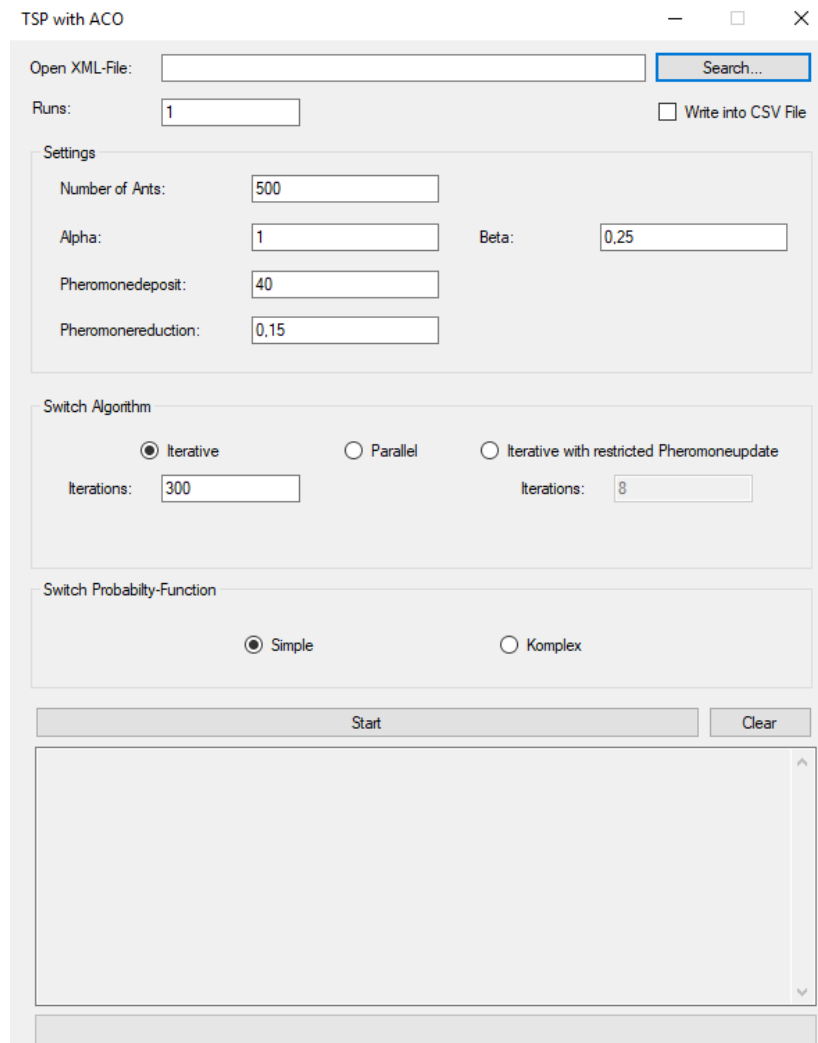 TSP with ACO
Open XML-File: Search...
Runs: 1 Write into CSV File
Settings
Number of Ants: 500
Alpha: 1 Beta: 0,25
Pheromonedeposit: 40
Pheromonereduction: 0,15
Switch Algorithm
Iterative Parallel Iterative with restricted Pheromoneupdate
Iterations: 300 Iterations: 8
Switch Probabilty-Function
Simple Komplex
Start Clear